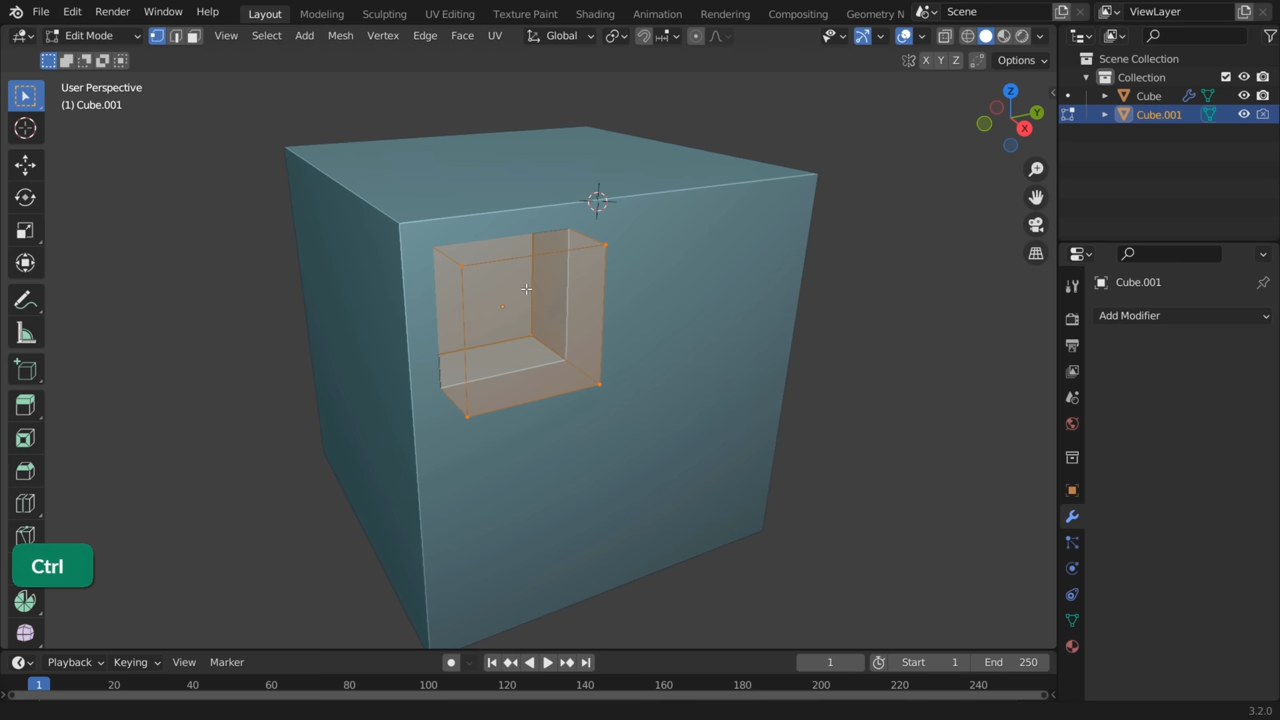 File Edit Render Window Help Layout Modeling Sculpting UV Editing Texture Paint Shading Animation Rendering Compositing Geometry N Scene ViewLayer
Edit Mode View Select Add Mesh Vertex Edge Face UV Global
X Y Z Options
User Perspective
(1) Cube.001
Z
Y
X
Scene Collection
Collection
Cube
Cube.001
Cube.001
Add Modifier
Ctrl
Playback Keying View Marker 1 Start 1 End 250
1 20 40 60 80 100 120 140 160 180 200 220 240
3.2.0